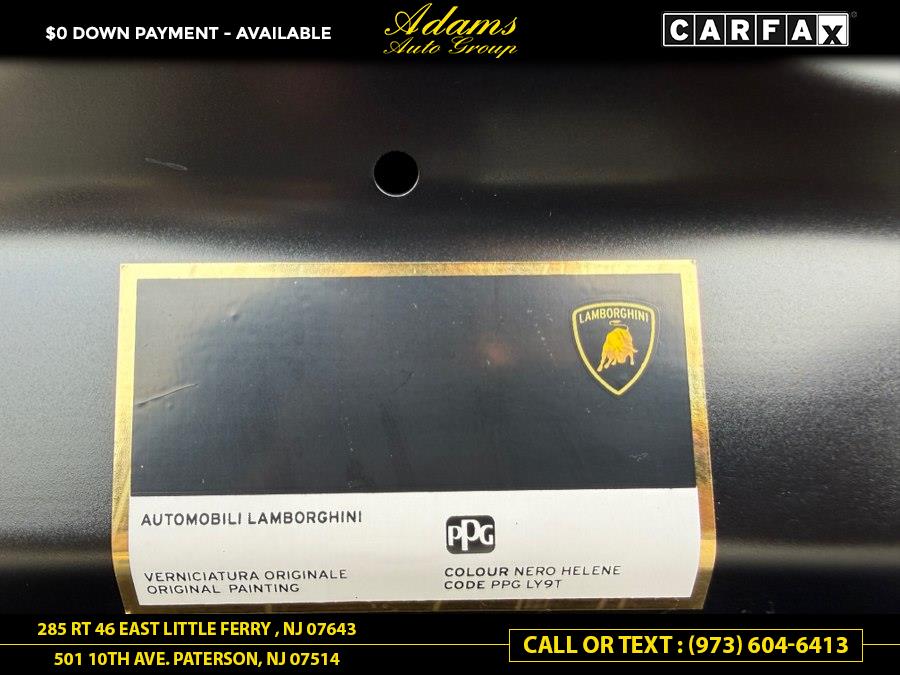 $0 DOWN PAYMENT - AVAILABLE
Adams
Auto Group
CARFAX
LAMBORGHINI
AUTOMOBILI LAMBORGHINI
PPG
VERNICIATURA ORIGINALE
ORIGINAL PAINTING
COLOUR NERO HELENE
CODE PPG LY9T
285 RT 46 EAST LITTLE FERRY , NJ 07643
501 10TH AVE. PATERSON, NJ 07514
CALL OR TEXT : (973) 604-6413